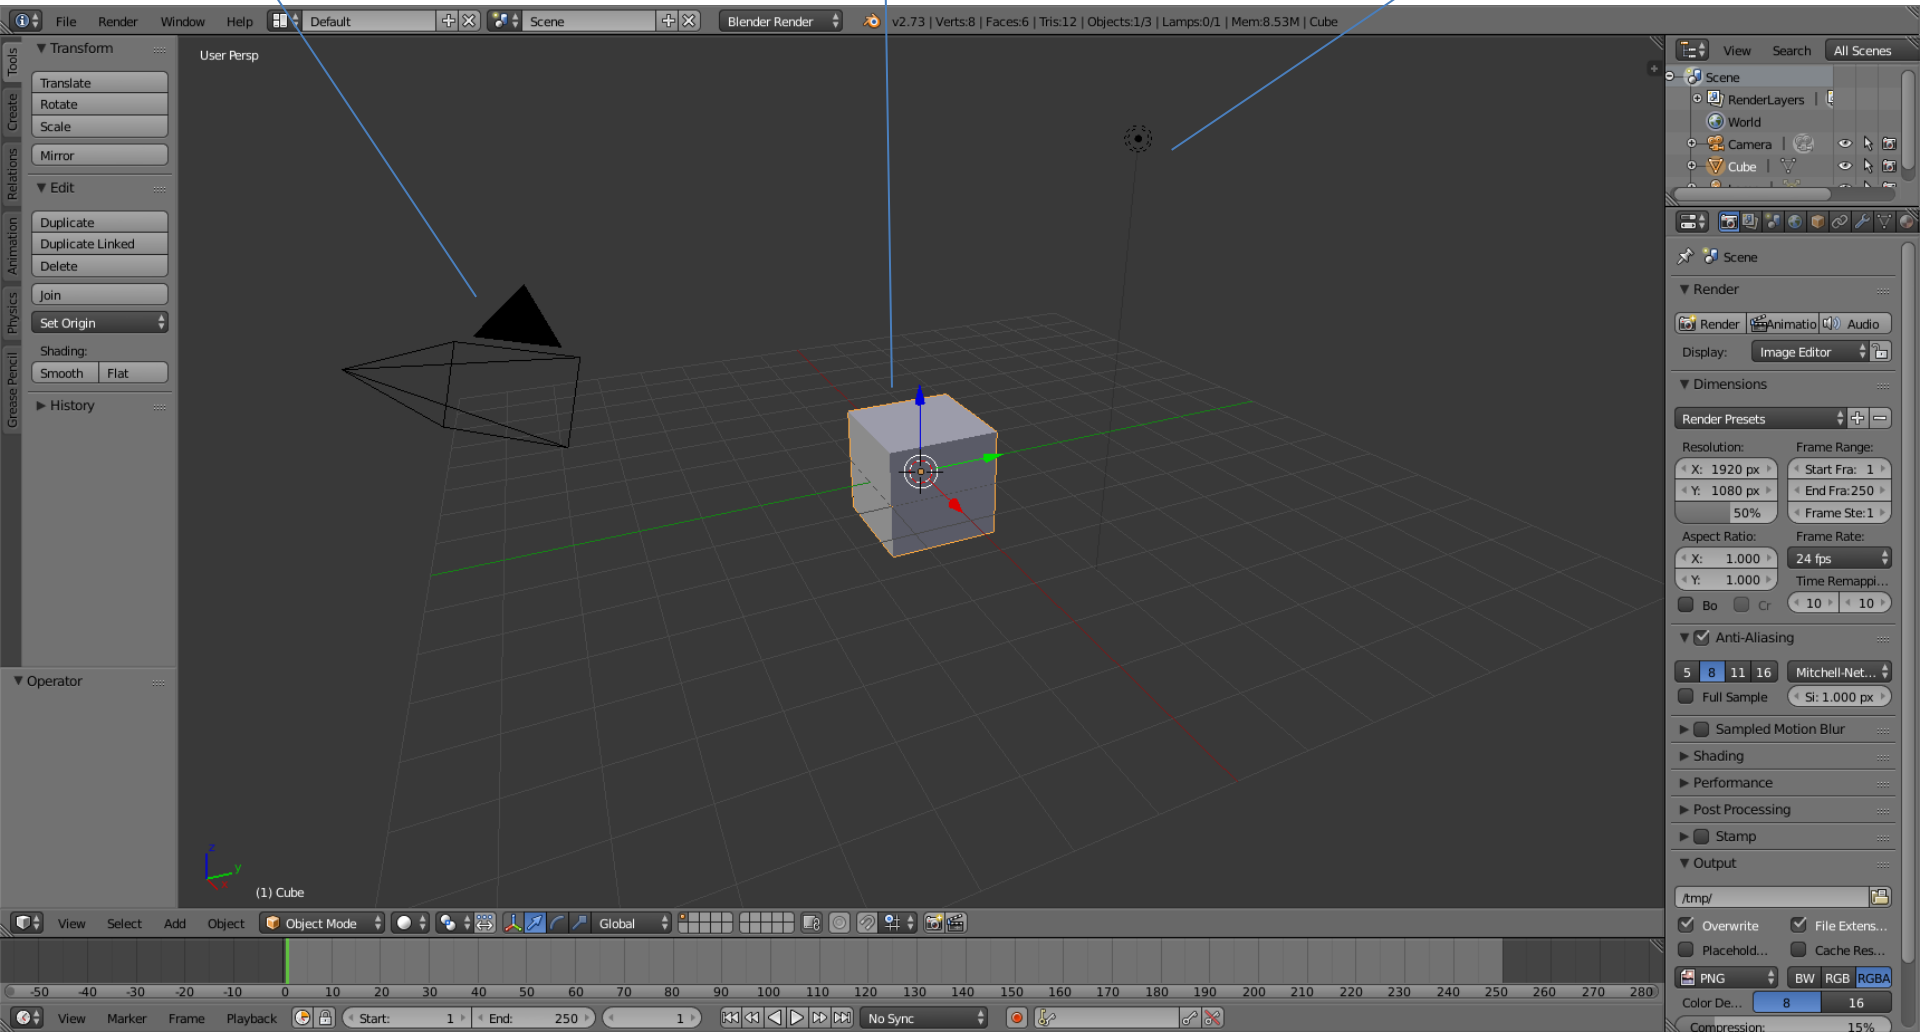 File Render Window Help Default Scene Blender Render v2.73 | Verts:8 | Faces:6 | Tris:12 | Objects:1/3 | Lamps:0/1 | Mem:8.53M | Cube
Tools
Create
Relations
Animation
Physics
Grease Pencil
Transform
Translate
Rotate
Scale
Mirror
Edit
Duplicate
Duplicate Linked
Delete
Join
Set Origin
Shading:
Smooth Flat
History
Operator
User Persp
z
y
x
(1) Cube
View Search All Scenes
Scene
RenderLayers |
World
Camera |
Cube |
Scene
Render
Render Animatio Audio
Display: Image Editor
Dimensions
Render Presets
Resolution: Frame Range:
X: 1920 px Start Fra: 1
Y: 1080 px End Fra:250
50% Frame Ste:1
Aspect Ratio: Frame Rate:
X: 1.000 24 fps
Y: 1.000 Time Remappi...
Bo Cr 10 10
Anti-Aliasing
5 8 11 16 Mitchell-Net...
Full Sample Si: 1.000 px
Sampled Motion Blur
Shading
Performance
Post Processing
Stamp
Output
/tmp/
Overwrite File Extens...
Placehold... Cache Res...
PNG BW RGB RGBA
Color De... 8 16
Compression: 15%
View Select Add Object Object Mode Global
-50 -40 -30 -20 -10 0 10 20 30 40 50 60 70 80 90 100 110 120 130 140 150 160 170 180 190 200 210 220 230 240 250 260 270 280
View Marker Frame Playback Start: 1 End: 250 1 No Sync